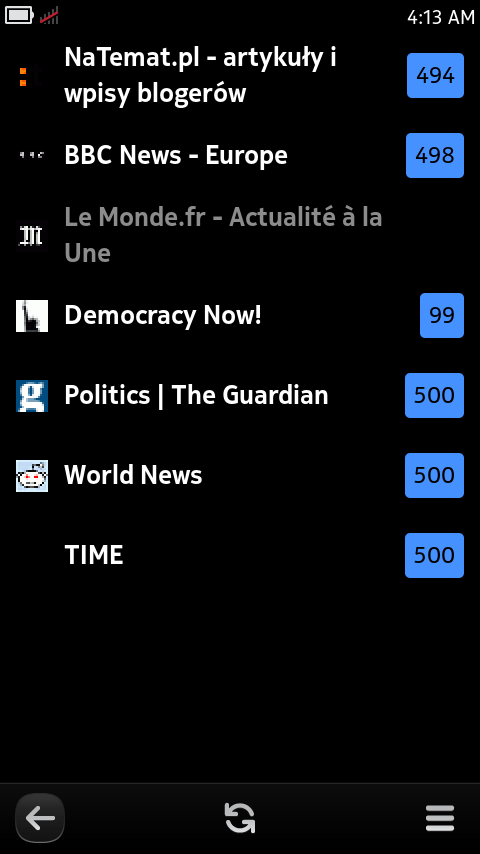 4:13 AM
NaTemat.pl - artykuły i
wpisy blogerów
494
BBC News - Europe
498
Le Monde.fr - Actualité à la
Une
Democracy Now!
99
Politics | The Guardian
500
World News
500
TIME
500